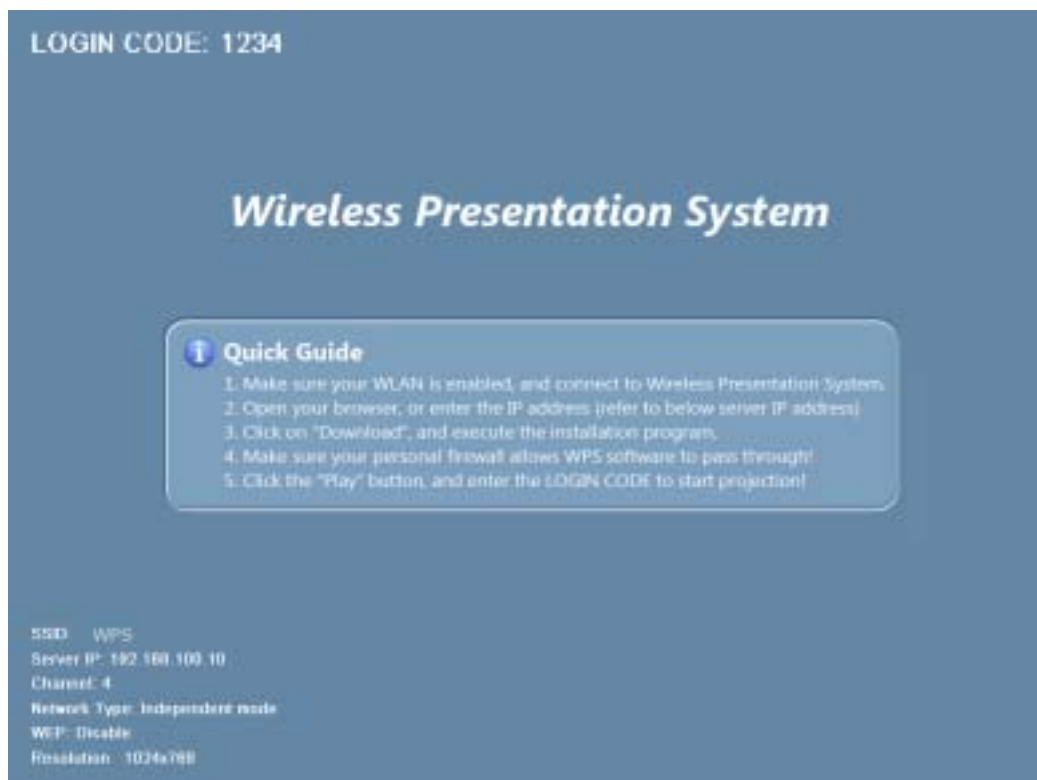 LOGIN CODE: 1234
Wireless Presentation System
Quick Guide
1. Make sure your WLAN is enabled, and connect to Wireless Presentation System.
2. Open your browser, or enter the IP address (refer to below server IP address)
3. Click on "Download", and execute the installation program.
4. Make sure your personal firewall allows WPS software to pass through!
5. Click the "Play" button, and enter the LOGIN CODE to start projection!
SSID: WPS
Server IP: 192.168.100.10
Channel: 4
Network Type: Independent mode
WEP: Disable
Resolution: 1024x768